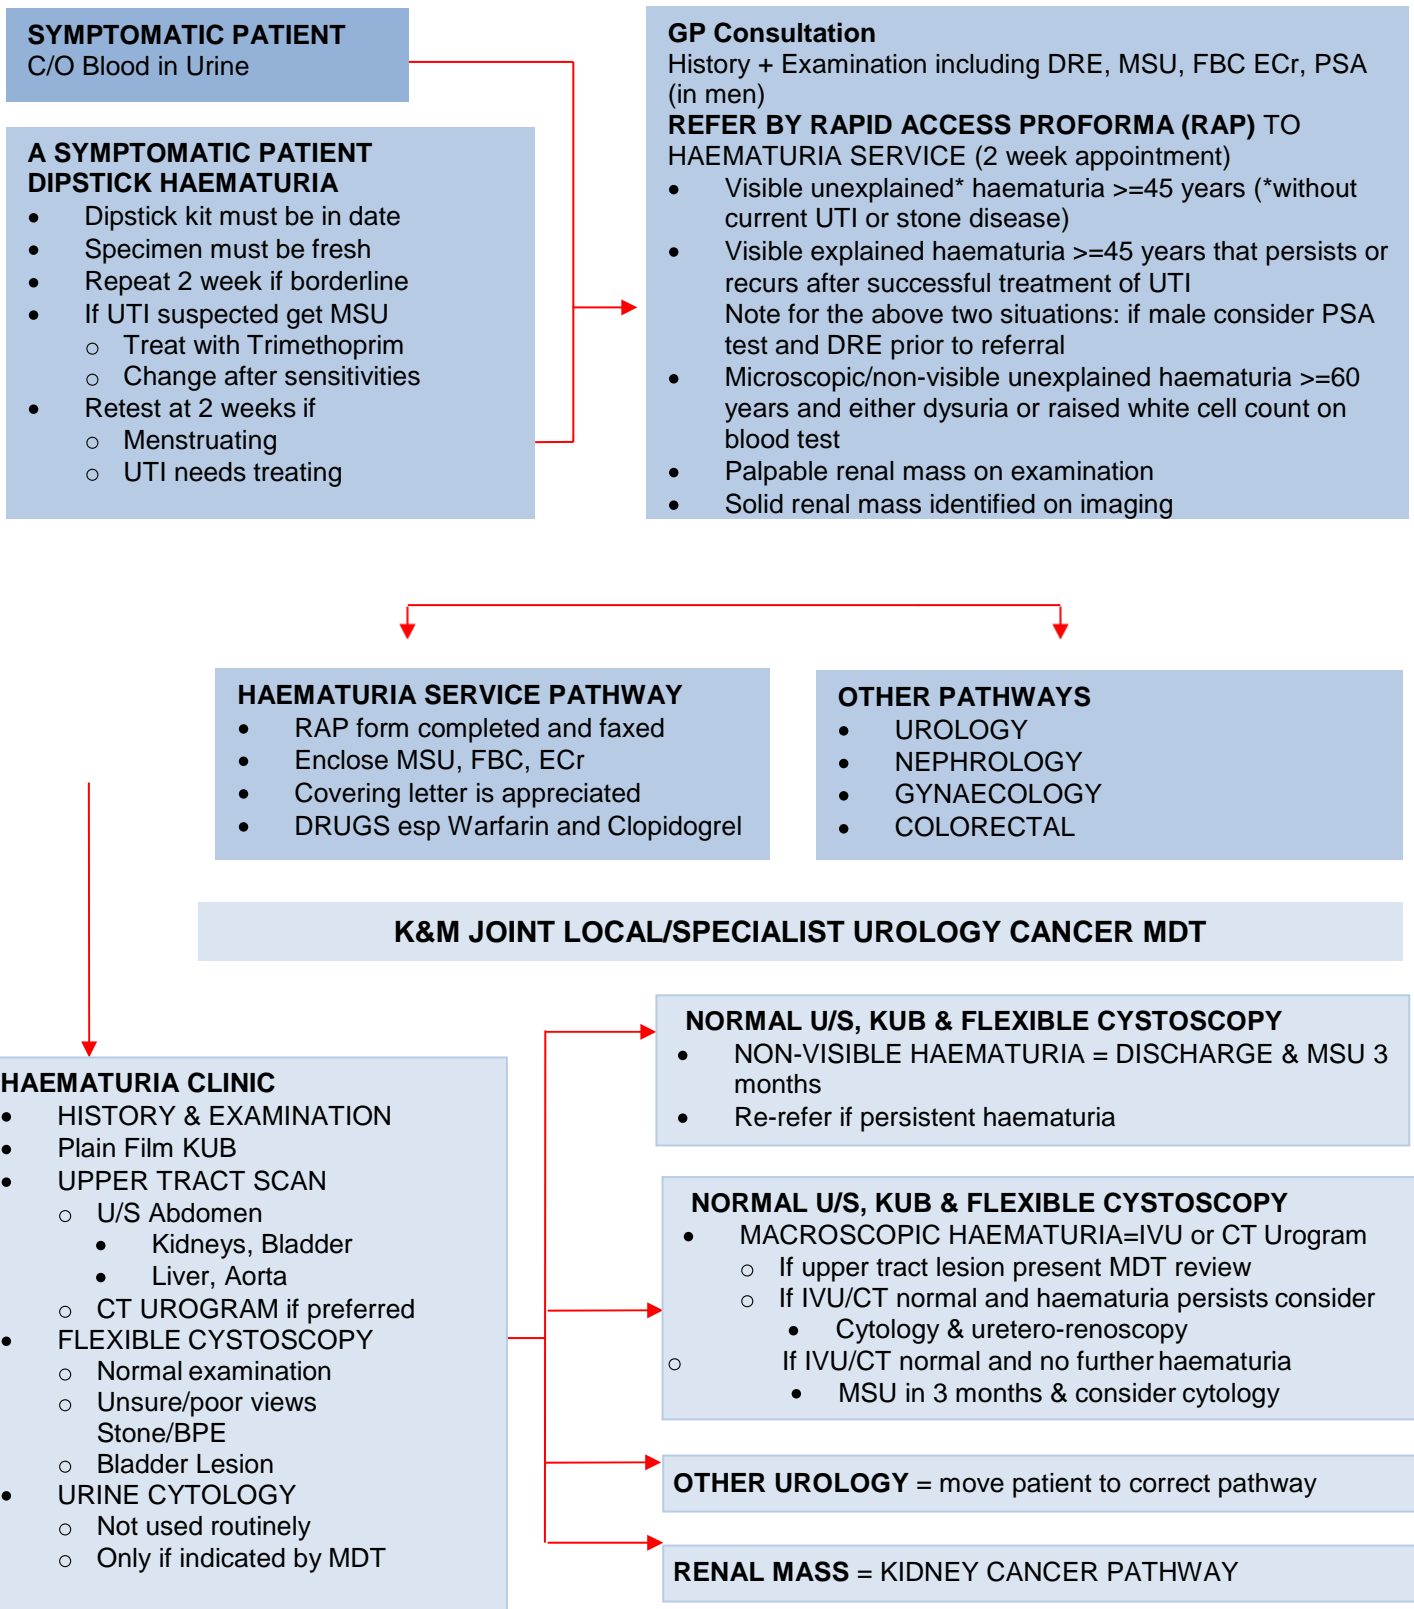 SYMPTOMATIC PATIENT
C/O Blood in Urine
A SYMPTOMATIC PATIENT
DIPSTICK HAEMATURIA
• Dipstick kit must be in date
• Specimen must be fresh
• Repeat 2 week if borderline
• If UTI suspected get MSU
o Treat with Trimethoprim
o Change after sensitivities
• Retest at 2 weeks if
o Menstruating
o UTI needs treating
GP Consultation
History + Examination including DRE, MSU, FBC ECr, PSA
(in men)
REFER BY RAPID ACCESS PROFORMA (RAP) TO
HAEMATURIA SERVICE (2 week appointment)
• Visible unexplained* haematuria >=45 years (*without
current UTI or stone disease)
• Visible explained haematuria >=45 years that persists or
recurs after successful treatment of UTI
Note for the above two situations: if male consider PSA
test and DRE prior to referral
• Microscopic/non-visible unexplained haematuria >=60
years and either dysuria or raised white cell count on
blood test
• Palpable renal mass on examination
• Solid renal mass identified on imaging
HAEMATURIA SERVICE PATHWAY
• RAP form completed and faxed
• Enclose MSU, FBC, ECr
• Covering letter is appreciated
• DRUGS esp Warfarin and Clopidogrel
OTHER PATHWAYS
• UROLOGY
• NEPHROLOGY
• GYNAECOLOGY
• COLORECTAL
K&M JOINT LOCAL/SPECIALIST UROLOGY CANCER MDT
HAEMATURIA CLINIC
• HISTORY & EXAMINATION
• Plain Film KUB
• UPPER TRACT SCAN
o U/S Abdomen
• Kidneys, Bladder
• Liver, Aorta
o CT UROGRAM if preferred
• FLEXIBLE CYSTOSCOPY
o Normal examination
o Unsure/poor views
Stone/BPE
o Bladder Lesion
• URINE CYTOLOGY
o Not used routinely
o Only if indicated by MDT
NORMAL U/S, KUB & FLEXIBLE CYSTOSCOPY
• NON-VISIBLE HAEMATURIA = DISCHARGE & MSU 3
months
• Re-refer if persistent haematuria
NORMAL U/S, KUB & FLEXIBLE CYSTOSCOPY
• MACROSCOPIC HAEMATURIA=IVU or CT Urogram
o If upper tract lesion present MDT review
o If IVU/CT normal and haematuria persists consider
• Cytology & uretero-renoscopy
o If IVU/CT normal and no further haematuria
• MSU in 3 months & consider cytology
OTHER UROLOGY = move patient to correct pathway
RENAL MASS = KIDNEY CANCER PATHWAY